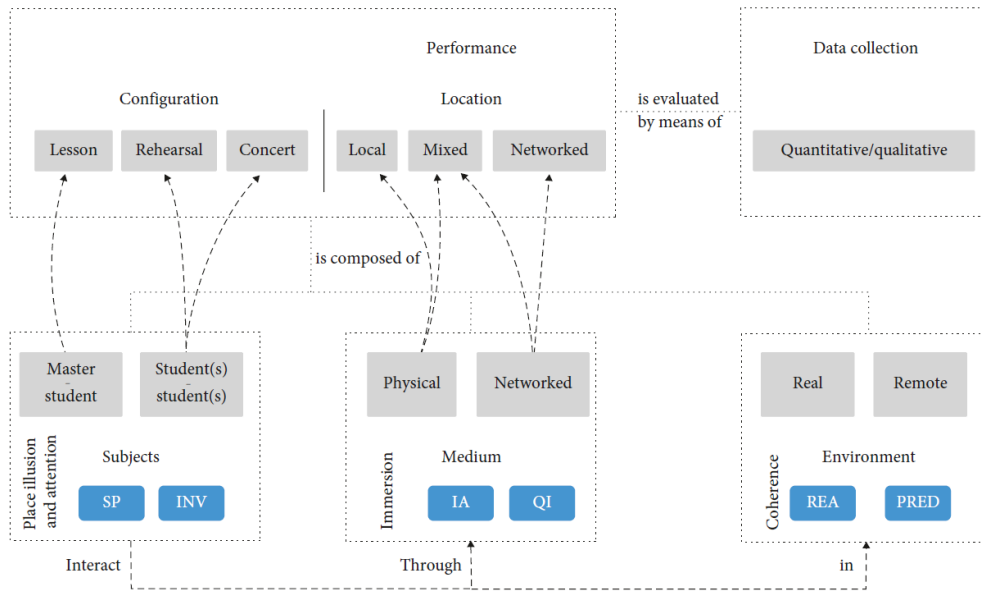 Performance
Data collection
Configuration
Location
is evaluated
by means of
Lesson
Rehearsal
Concert
Local
Mixed
Networked
Quantitative/qualitative
is composed of
Master
-
student
Student(s)
-
student(s)
Physical
Networked
Real
Remote
Place illusion
and attention
Subjects
SP
INV
Immersion
Medium
IA
QI
Coherence
Environment
REA
PRED
Interact
Through
in